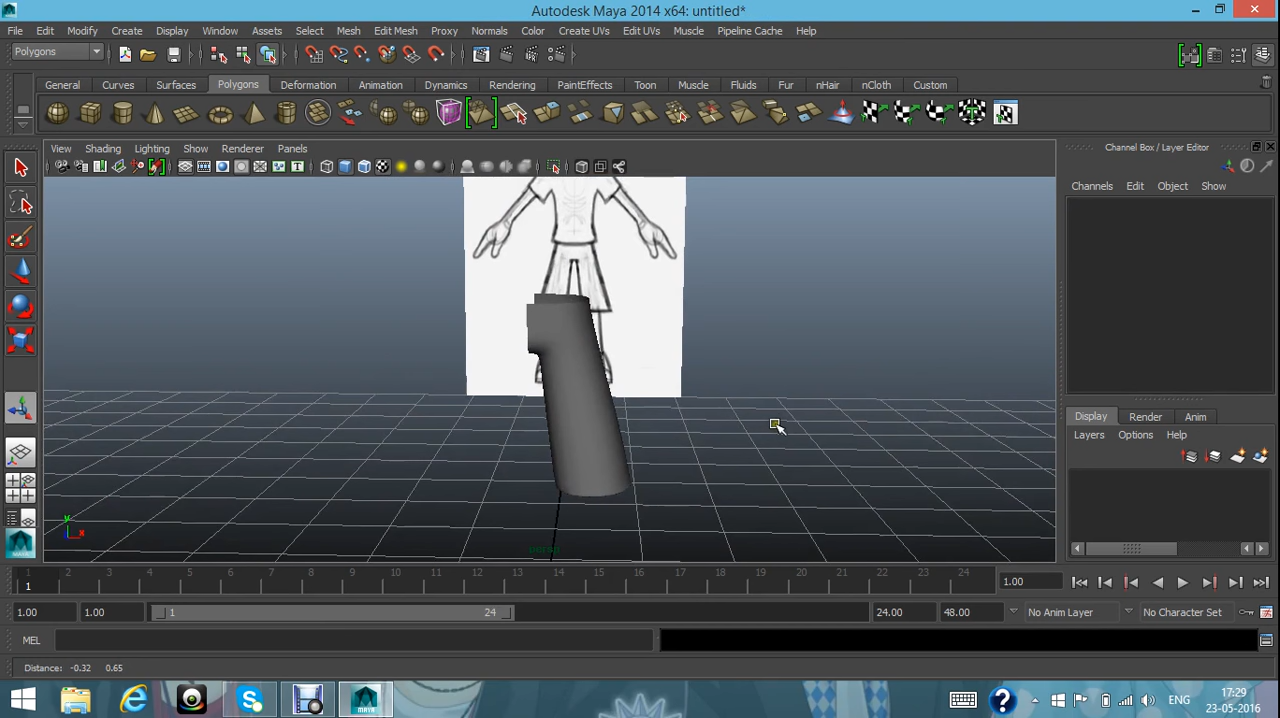 Autodesk Maya 2014 x64: untitled*
File Edit Modify Create Display Window Assets Select Mesh Edit Mesh Proxy Normals Color Create UVs Edit UVs Muscle Pipeline Cache Help
Polygons
General Curves Surfaces Polygons Deformation Animation Dynamics Rendering PaintEffects Toon Muscle Fluids Fur nHair nCloth Custom
View Shading Lighting Show Renderer Panels
Channel Box / Layer Editor
Channels Edit Object Show
Display Render Anim
Layers Options Help
y
x
persp
1 2 3 4 5 6 7 8 9 10 11 12 13 14 15 16 17 18 19 20 21 22 23 24
1
1.00
1.00 1.00 1 24 24.00 48.00 No Anim Layer No Character Set
MEL
Distance: -0.32 0.65
MAYA
ENG
17:29
23-05-2016